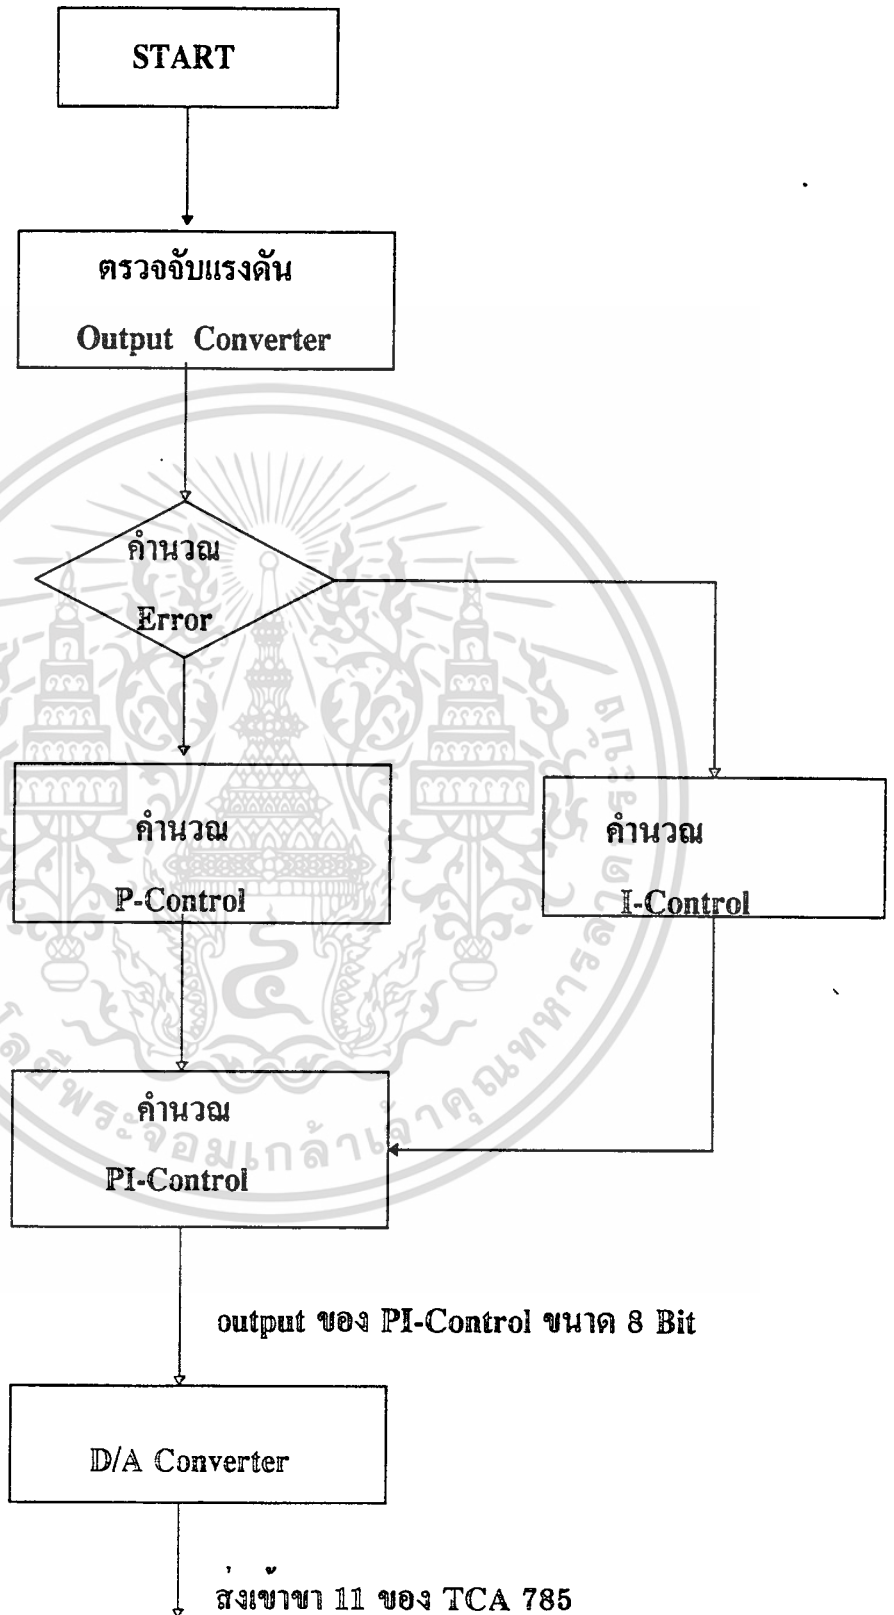 START
ตรวจจับแรงดัน
Output Converter
คำนวณ
Error
คำนวณ
P-Control
คำนวณ
I-Control
คำนวณ
PI-Control
output ของ PI-Control ขนาด 8 Bit
D/A Converter
ส่งเข้าขา 11 ของ TCA 785